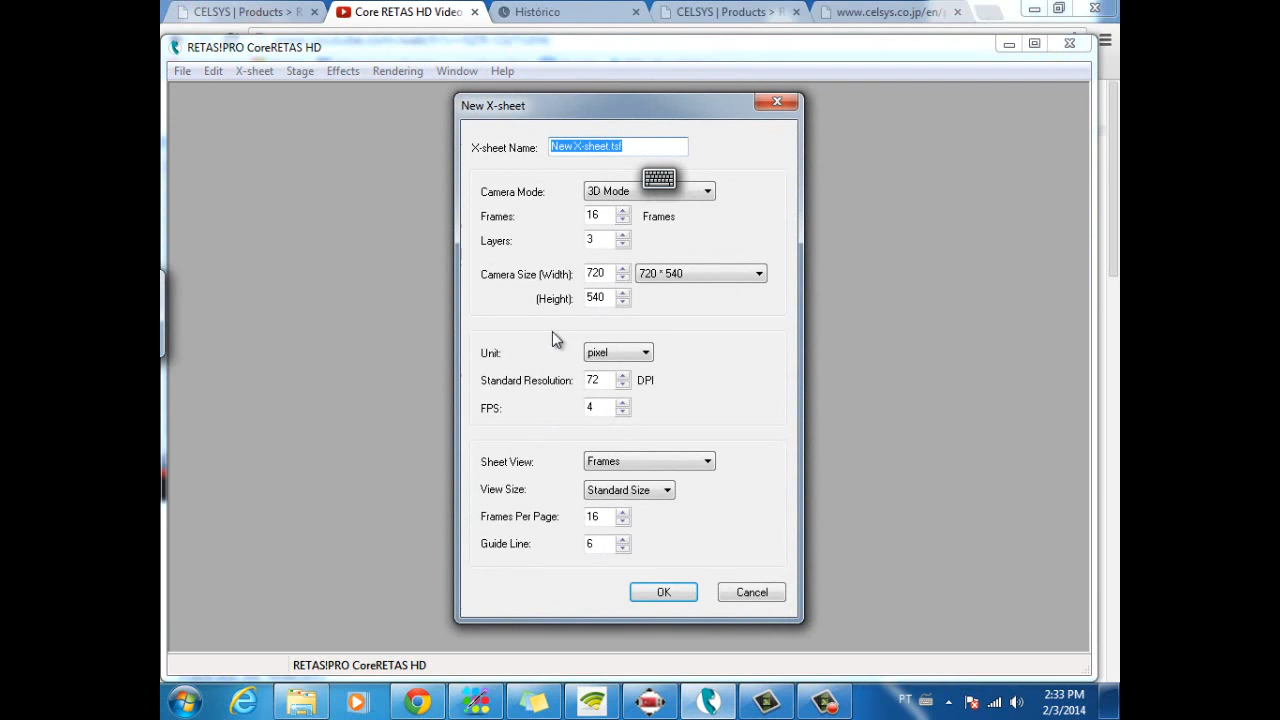 CELSYS | Products > R
Core RETAS HD Video
Histórico
CELSYS | Products > R
www.celsys.co.jp/en/p
RETAS!PRO CoreRETAS HD
File Edit X-sheet Stage Effects Rendering Window Help
New X-sheet
X-sheet Name: New X-sheet.tsf
Camera Mode: 3D Mode
Frames: 16 Frames
Layers: 3
Camera Size (Width): 720 720 * 540
(Height): 540
Unit: pixel
Standard Resolution: 72 DPI
FPS: 4
Sheet View: Frames
View Size: Standard Size
Frames Per Page: 16
Guide Line: 6
OK Cancel
RETAS!PRO CoreRETAS HD
PT
2:33 PM
2/3/2014